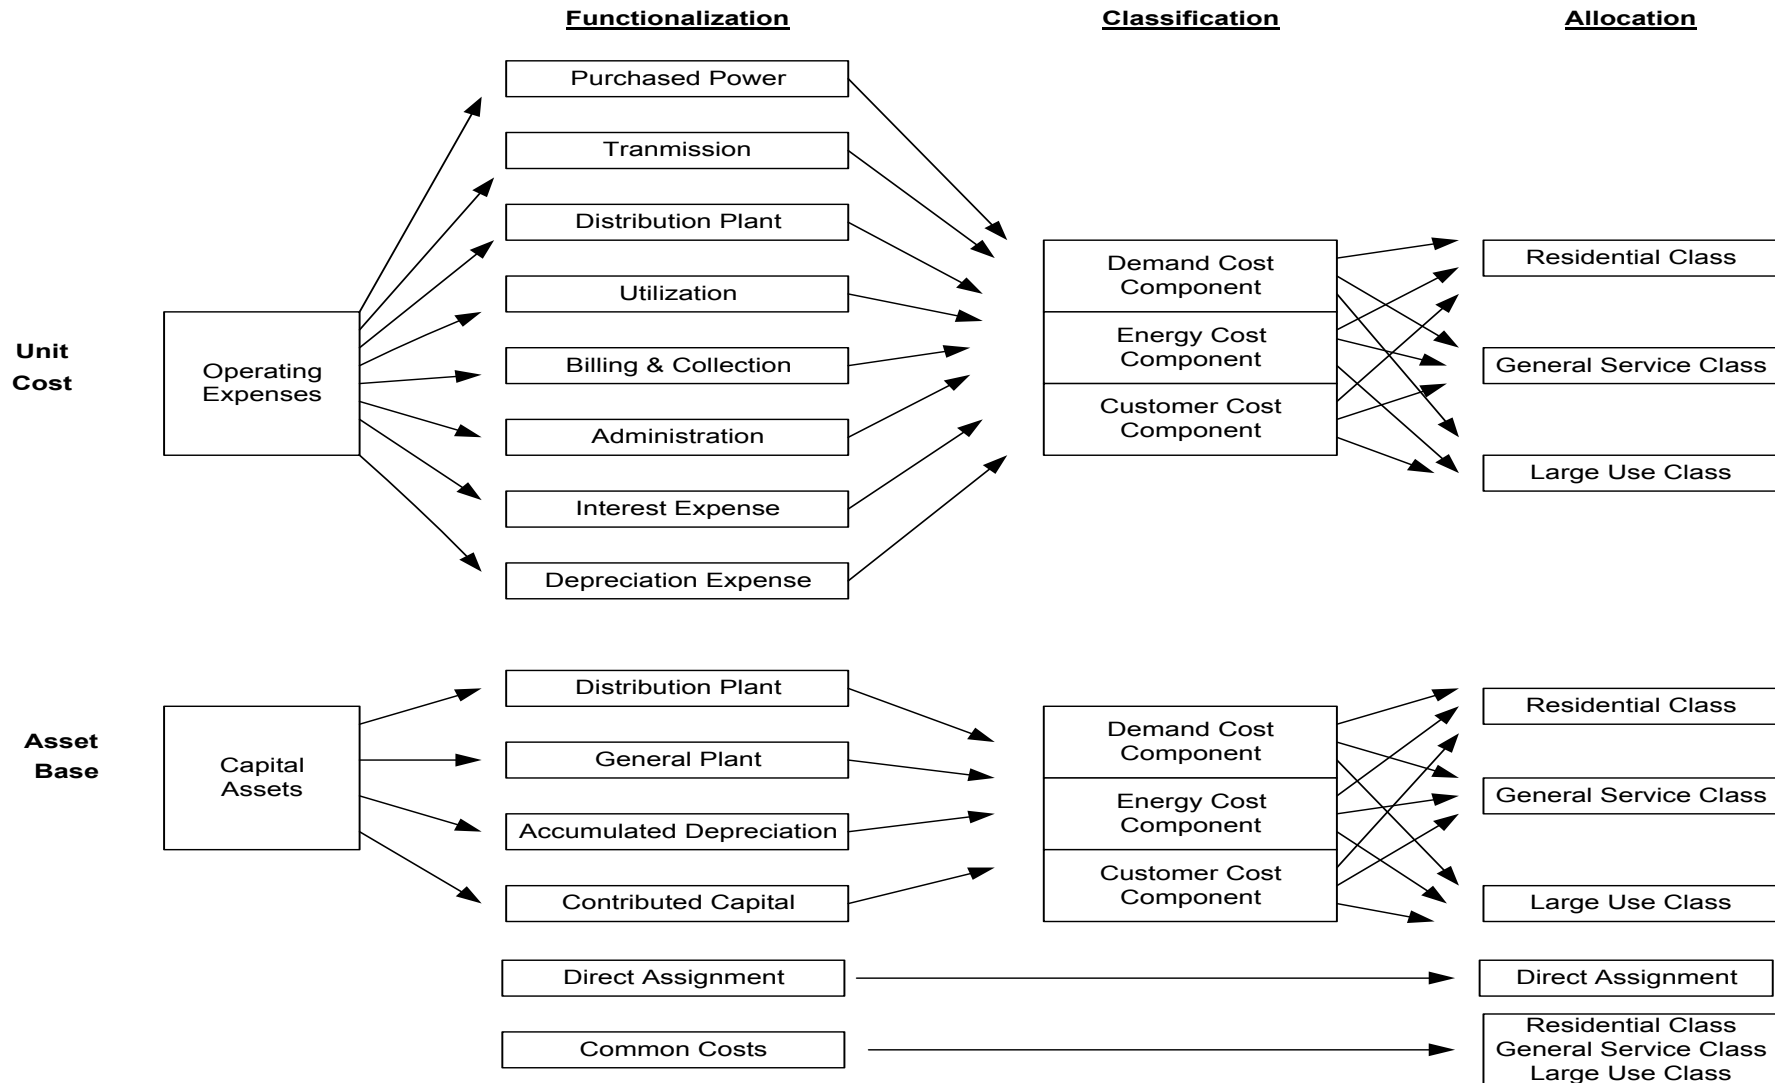 Functionalization
Classification
Allocation
Purchased Power
Tranmission
Distribution Plant
Utilization
Billing & Collection
Administration
Interest Expense
Depreciation Expense
Unit
Cost
Operating
Expenses
Demand Cost
Component
Energy Cost
Component
Customer Cost
Component
Residential Class
General Service Class
Large Use Class
Asset
Base
Capital
Assets
Distribution Plant
General Plant
Accumulated Depreciation
Contributed Capital
Demand Cost
Component
Energy Cost
Component
Customer Cost
Component
Residential Class
General Service Class
Large Use Class
Direct Assignment
Direct Assignment
Common Costs
Residential Class
General Service Class
Large Use Class